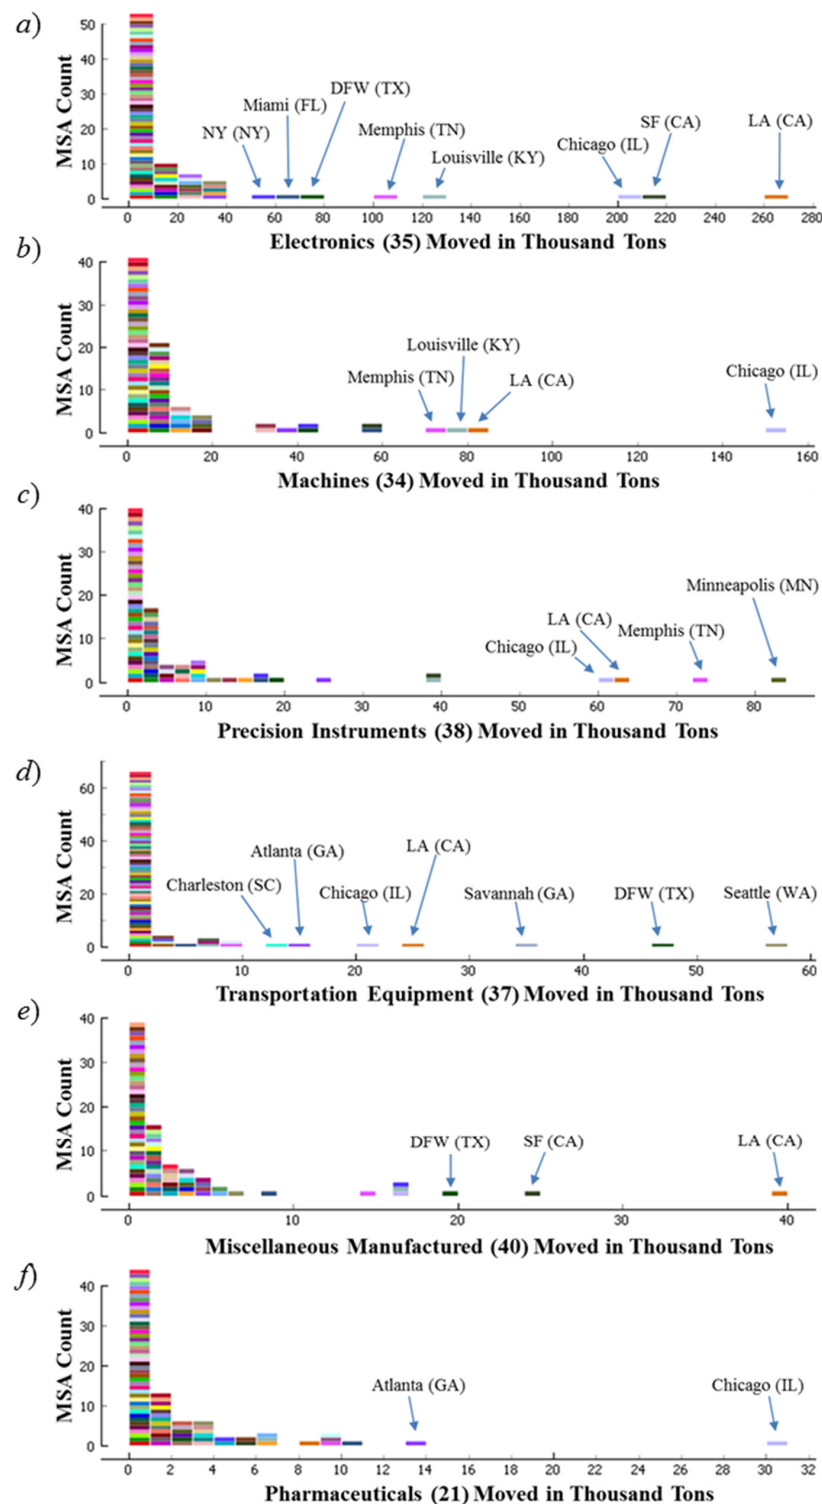 a)
MSA Count
50
40
30
20
10
0
NY (NY)
Miami (FL)
DFW (TX)
Memphis (TN)
Louisville (KY)
Chicago (IL)
SF (CA)
LA (CA)
0 20 40 60 80 100 120 140 160 180 200 220 240 260 280
Electronics (35) Moved in Thousand Tons
b)
MSA Count
40
30
20
10
0
Louisville (KY)
Memphis (TN)
LA (CA)
Chicago (IL)
0 20 40 60 80 100 120 140 160
Machines (34) Moved in Thousand Tons
c)
MSA Count
40
30
20
10
0
Minneapolis (MN)
LA (CA)
Memphis (TN)
Chicago (IL)
0 10 20 30 40 50 60 70 80
Precision Instruments (38) Moved in Thousand Tons
d)
MSA Count
60
40
20
0
Charleston (SC)
Atlanta (GA)
Chicago (IL)
LA (CA)
Savannah (GA)
DFW (TX)
Seattle (WA)
0 10 20 30 40 50 60
Transportation Equipment (37) Moved in Thousand Tons
e)
MSA Count
40
30
20
10
0
DFW (TX)
SF (CA)
LA (CA)
0 10 20 30 40
Miscellaneous Manufactured (40) Moved in Thousand Tons
f)
MSA Count
40
30
20
10
0
Atlanta (GA)
Chicago (IL)
0 2 4 6 8 10 12 14 16 18 20 22 24 26 28 30 32
Pharmaceuticals (21) Moved in Thousand Tons